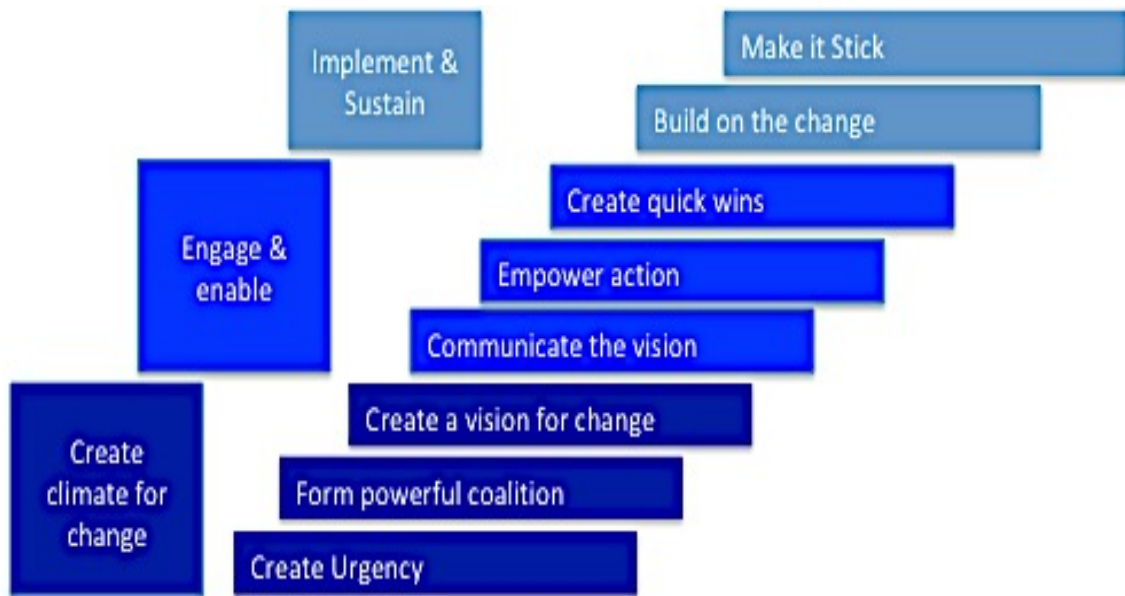 Implement &
Sustain
Make it Stick
Build on the change
Engage &
enable
Create quick wins
Empower action
Communicate the vision
Create
climate for
change
Create a vision for change
Form powerful coalition
Create Urgency